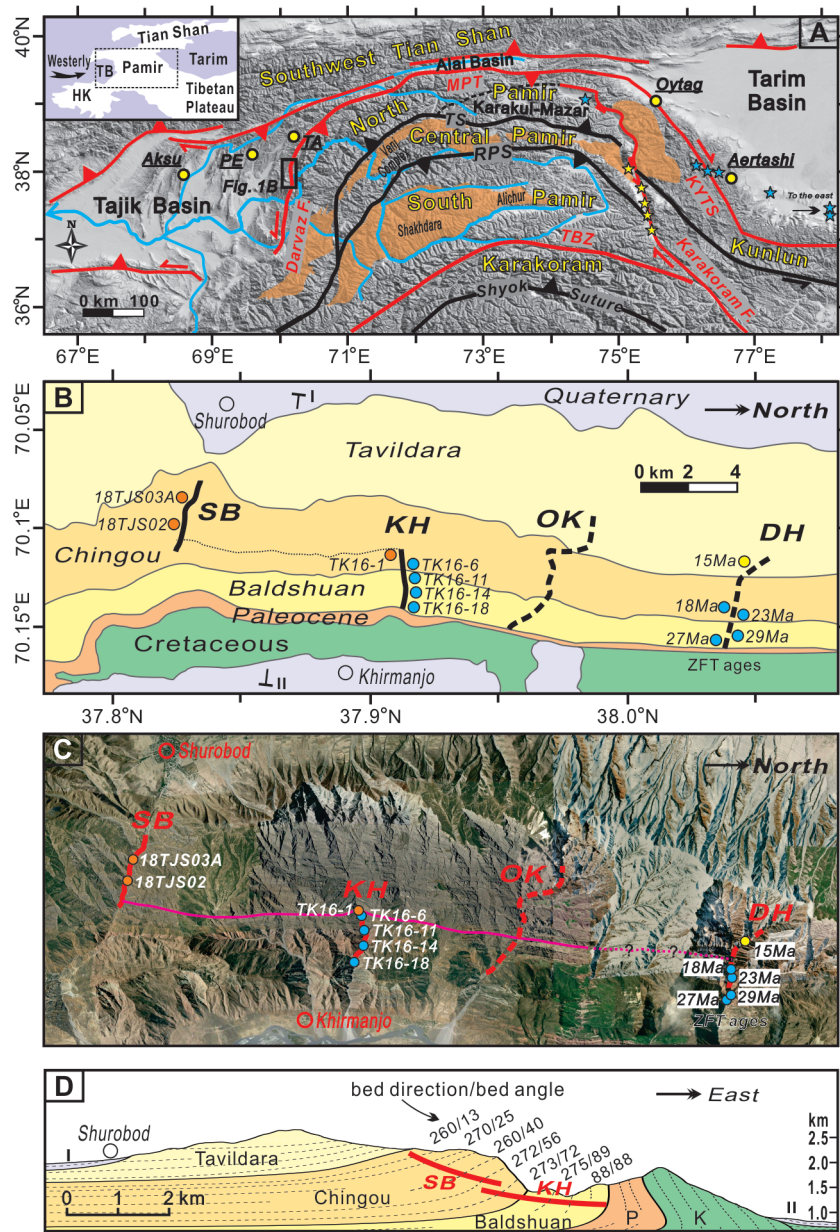 A
40°N
38°N
36°N
Tian Shan
Westerly
TB
Pamir
Tarim
HK
Tibetan
Plateau
Southwest Tian Shan
Alai Basin
MPT
Oytag
Tarim
Basin
North
Pamir
Karakul-Mazar
TS
TA
PE
Aksu
Fig. 1B
Central Pamir
RPS
Aertashi
KYTS
To the east
Tajik Basin
Darvaz F.
South Pamir
Alichur
Shakhdara
TBZ
Karakoram
Karakoram F.
Kunlun
Shyok Suture
N
0 km 100
67°E
69°E
71°E
73°E
75°E
77°E
B
70.05°E
70.1°E
70.15°E
Shurobod
I
Quaternary
North
Tavildara
0 km 2 4
18TJS03A
18TJS02
SB
KH
OK
DH
Chingou
TK16-1
TK16-6
TK16-11
TK16-14
TK16-18
15Ma
18Ma
23Ma
27Ma
29Ma
Baldshuan
Paleocene
Cretaceous
ZFT ages
II
Khirmanjo
37.8°N
37.9°N
38.0°N
C
Shurobod
North
SB
18TJS03A
18TJS02
KH
TK16-1
TK16-6
TK16-11
TK16-14
TK16-18
OK
DH
15Ma
18Ma
23Ma
27Ma
29Ma
ZFT ages
Khirmanjo
D
bed direction/bed angle
East
km
2.5
2.0
1.5
1.0
260/13
270/25
260/40
272/56
273/72
275/89
88/88
I
Shurobod
Tavildara
SB
KH
Chingou
Baldshuan
P
K
II
0 km 1 2